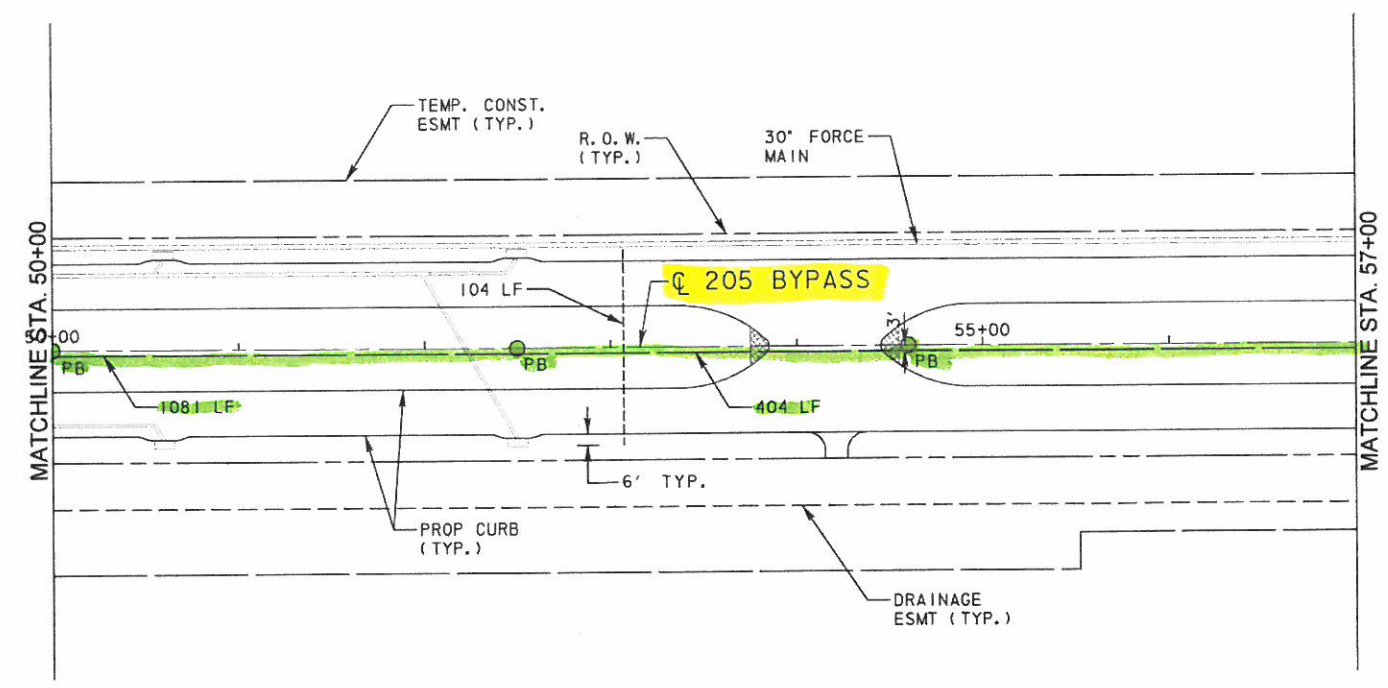 TEMP. CONST.
ESMT (TYP.)
R.O.W.
(TYP.)
30" FORCE
MAIN
MATCHLINE STA. 50+00
MATCHLINE STA. 57+00
104 LF
℄ 205 BYPASS
3'
55+00
+00
PB
PB
PB
1081 LF
404 LF
6' TYP.
PROP CURB
(TYP.)
DRAINAGE
ESMT (TYP.)